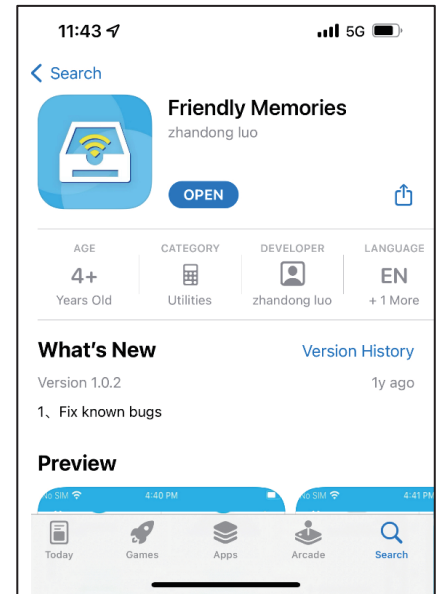 11:43
5G
Search
Friendly Memories
zhandong luo
OPEN
AGE CATEGORY DEVELOPER LANGUAGE
4+ EN
Years Old Utilities zhandong luo + 1 More
What's New Version History
Version 1.0.2 1y ago
1、Fix known bugs
Preview
No SIM 4:40 PM No SIM 4:41 PM
Today Games Apps Arcade Search